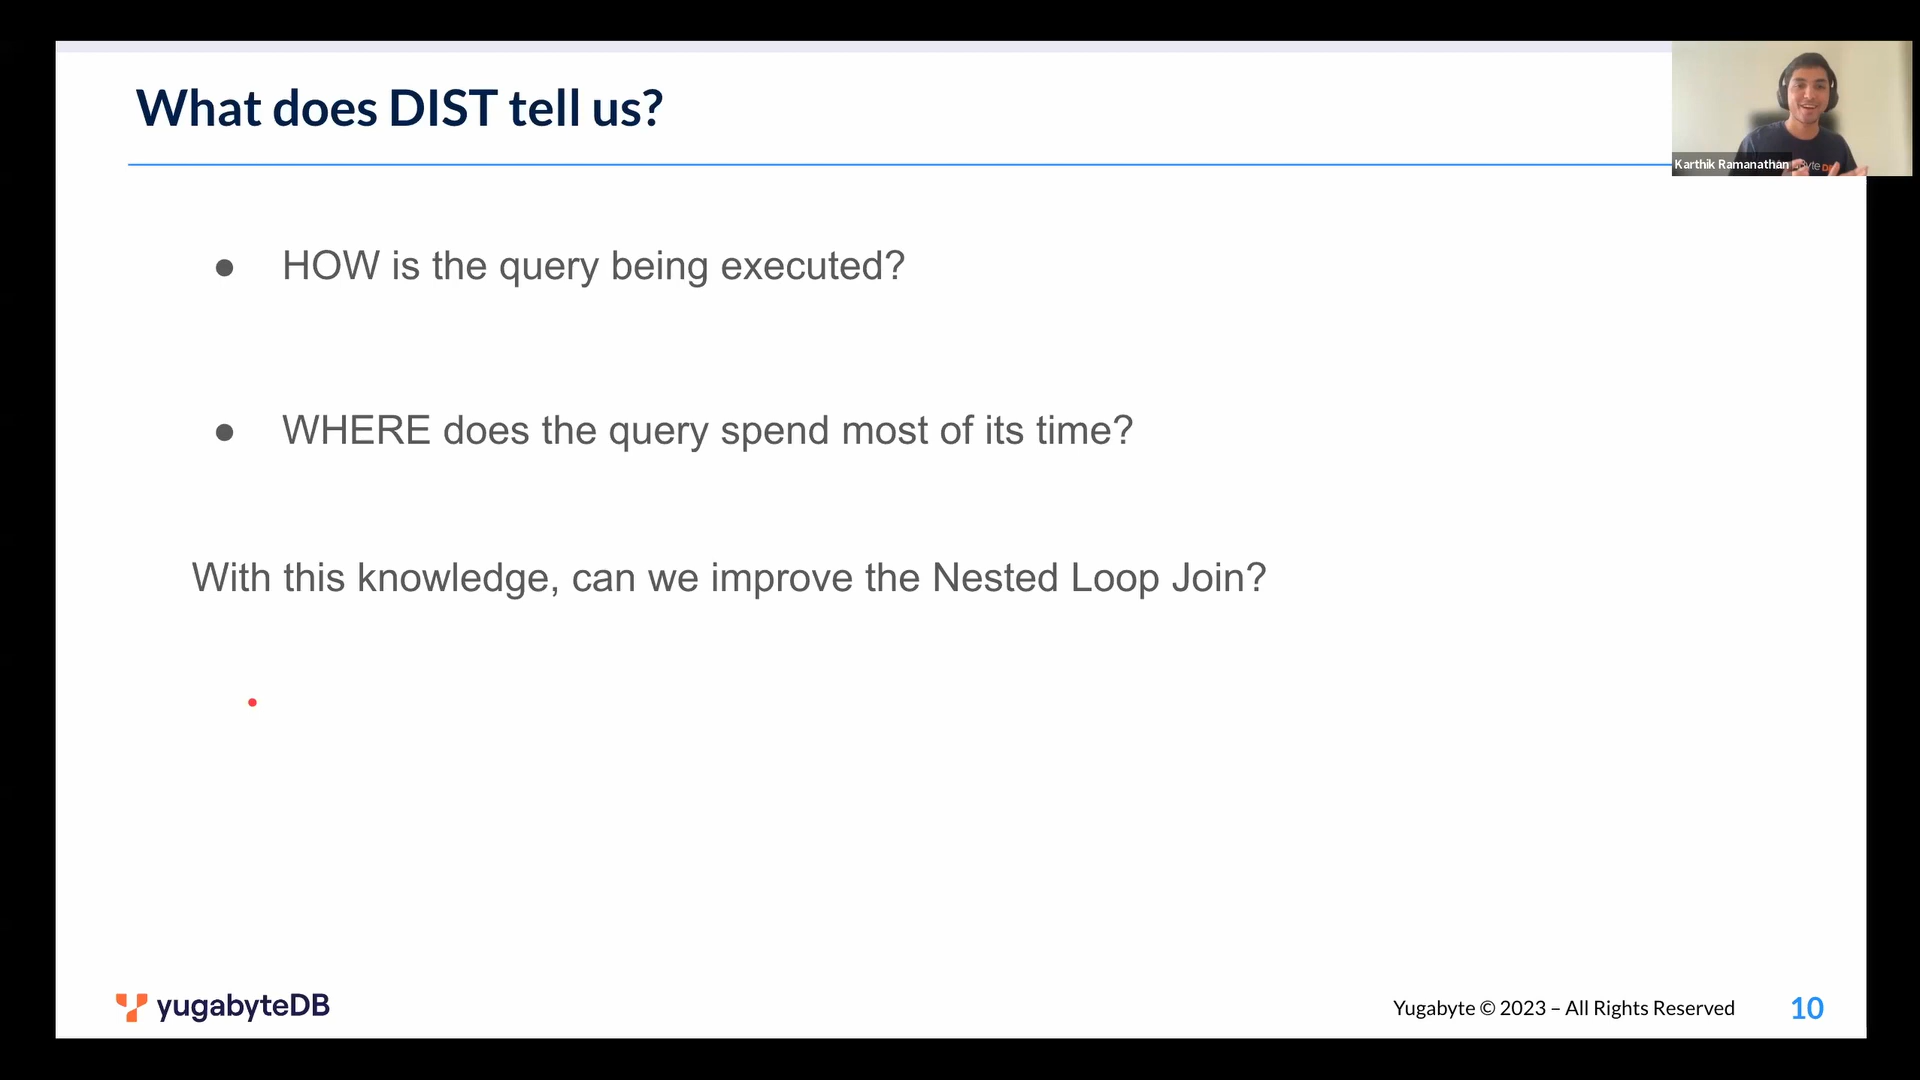 What does DIST tell us?
Karthik Ramanathan
● HOW is the query being executed?
● WHERE does the query spend most of its time?
With this knowledge, can we improve the Nested Loop Join?
yugabyteDB
Yugabyte © 2023 – All Rights Reserved
10